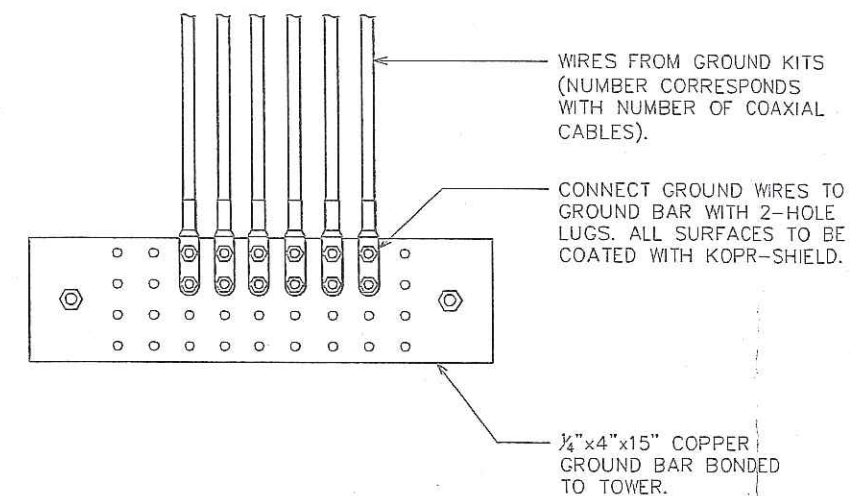 WIRES FROM GROUND KITS
(NUMBER CORRESPONDS
WITH NUMBER OF COAXIAL
CABLES).
CONNECT GROUND WIRES TO
GROUND BAR WITH 2-HOLE
LUGS. ALL SURFACES TO BE
COATED WITH KOPR-SHIELD.
¼"x4"x15" COPPER
GROUND BAR BONDED
TO TOWER.